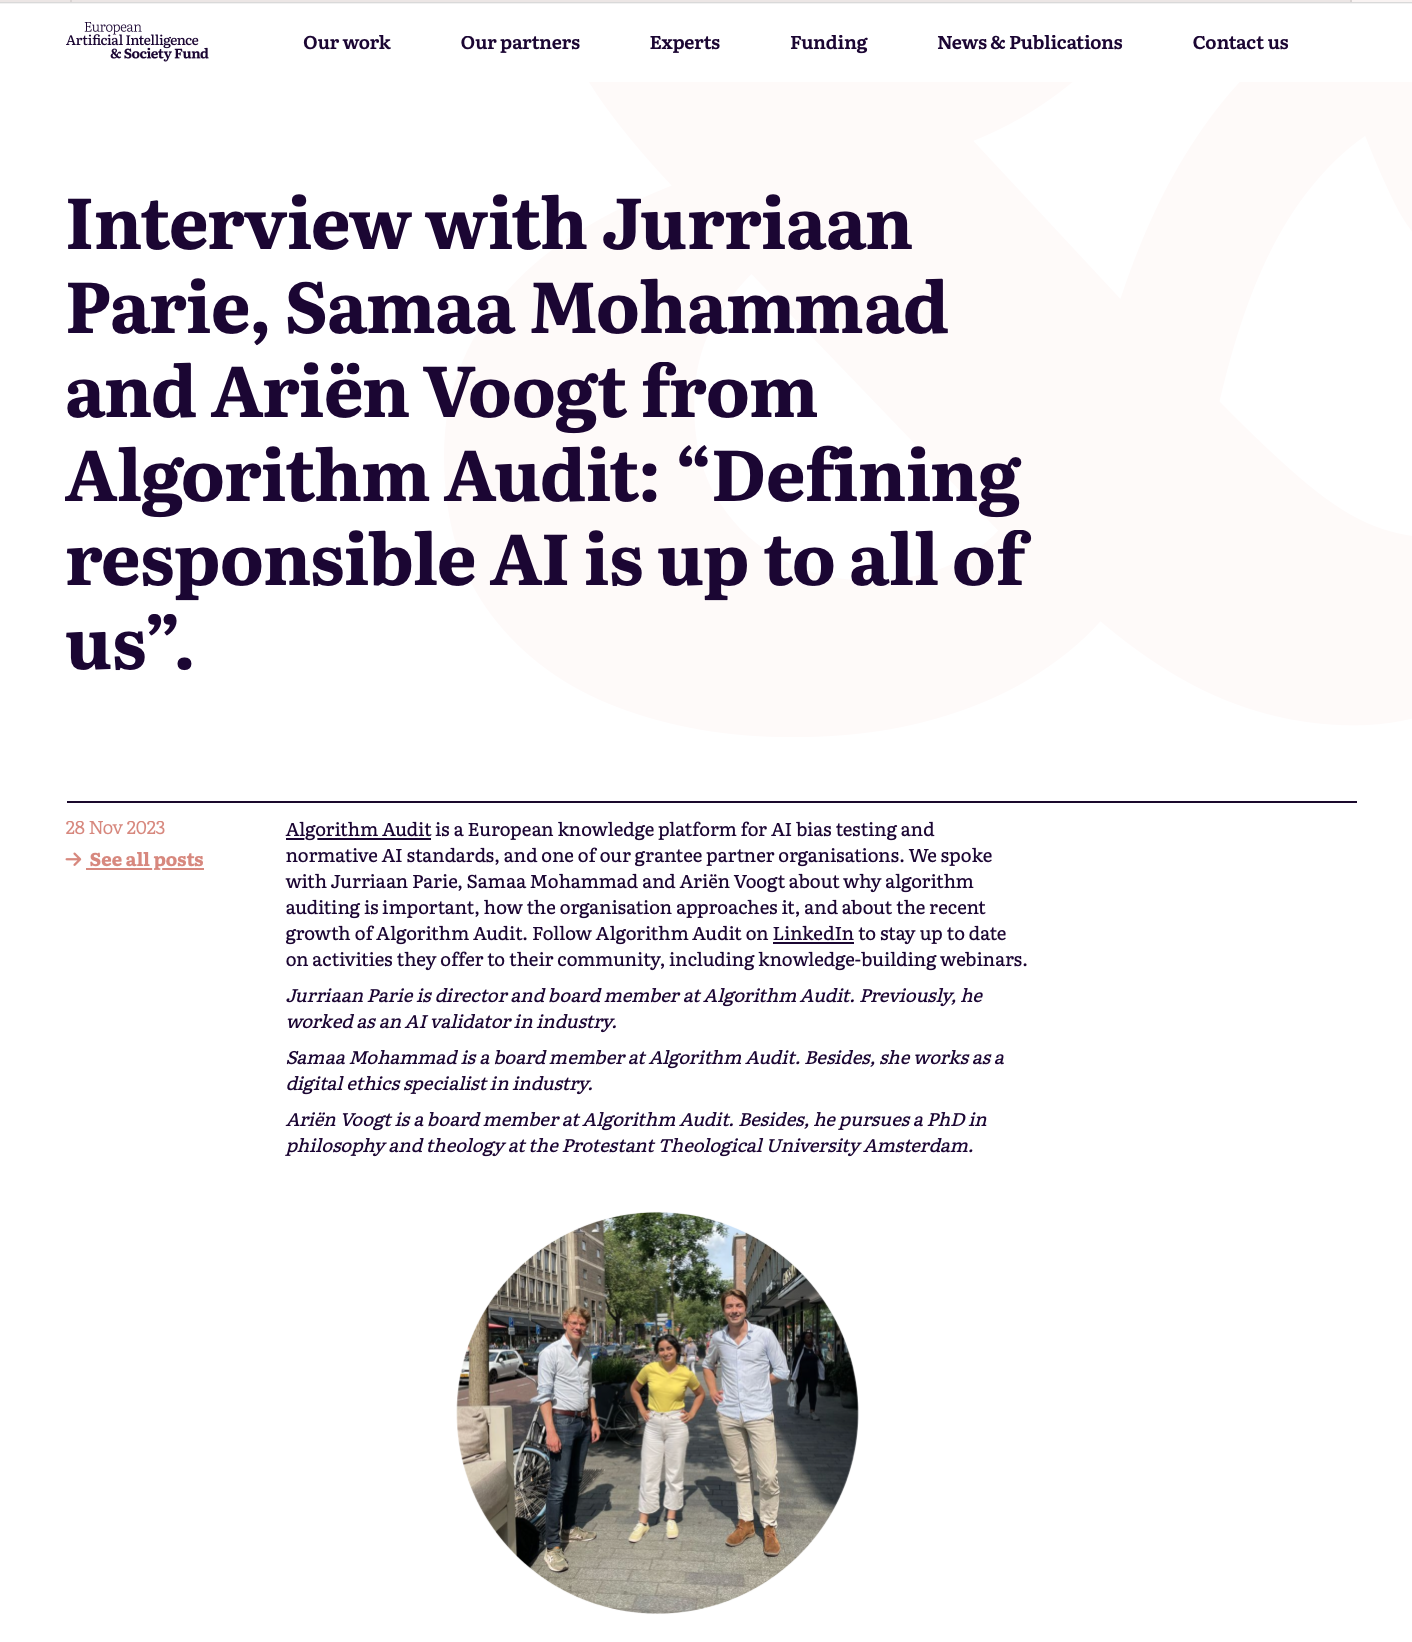 European
Artificial Intelligence
& Society Fund
Our work
Our partners
Experts
Funding
News & Publications
Contact us
Interview with Jurriaan
Parie, Samaa Mohammad
and Ariën Voogt from
Algorithm Audit: “Defining
responsible AI is up to all of
us”.
28 Nov 2023
→ See all posts
Algorithm Audit is a European knowledge platform for AI bias testing and
normative AI standards, and one of our grantee partner organisations. We spoke
with Jurriaan Parie, Samaa Mohammad and Ariën Voogt about why algorithm
auditing is important, how the organisation approaches it, and about the recent
growth of Algorithm Audit. Follow Algorithm Audit on LinkedIn to stay up to date
on activities they offer to their community, including knowledge-building webinars.
Jurriaan Parie is director and board member at Algorithm Audit. Previously, he
worked as an AI validator in industry.
Samaa Mohammad is a board member at Algorithm Audit. Besides, she works as a
digital ethics specialist in industry.
Ariën Voogt is a board member at Algorithm Audit. Besides, he pursues a PhD in
philosophy and theology at the Protestant Theological University Amsterdam.